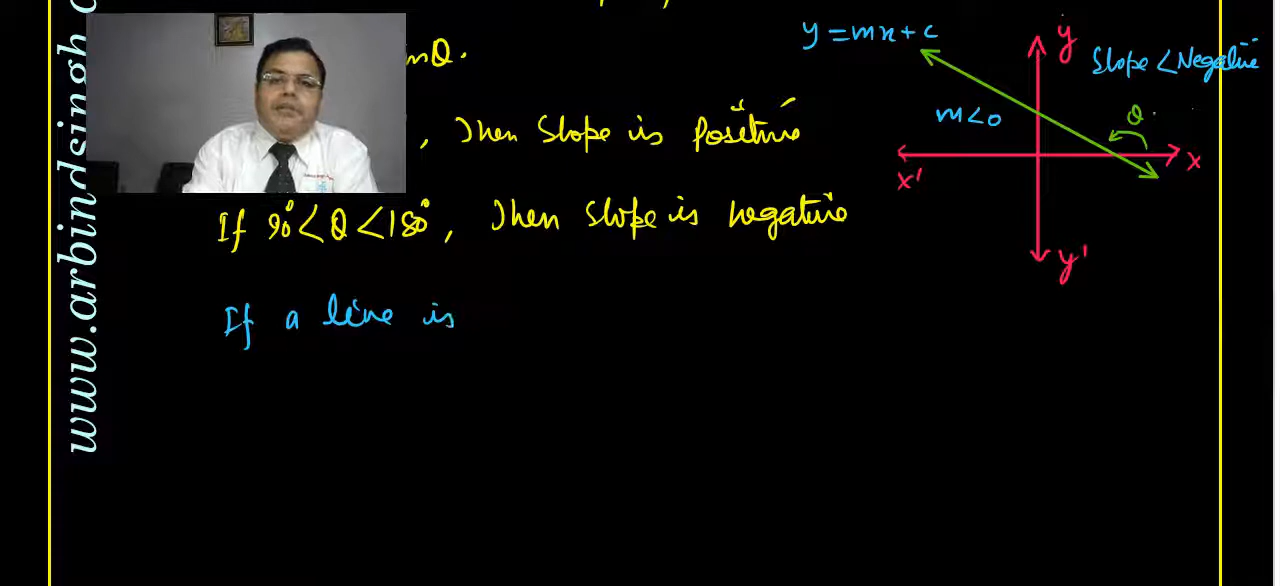 y = mx + c
y
Slope < Negative
nθ.
m<0
θ
, Then Slope is Positive
x'
x
If 90° < θ < 180°, Then slope is negative
y'
If a line is
www.arbindsingh.c